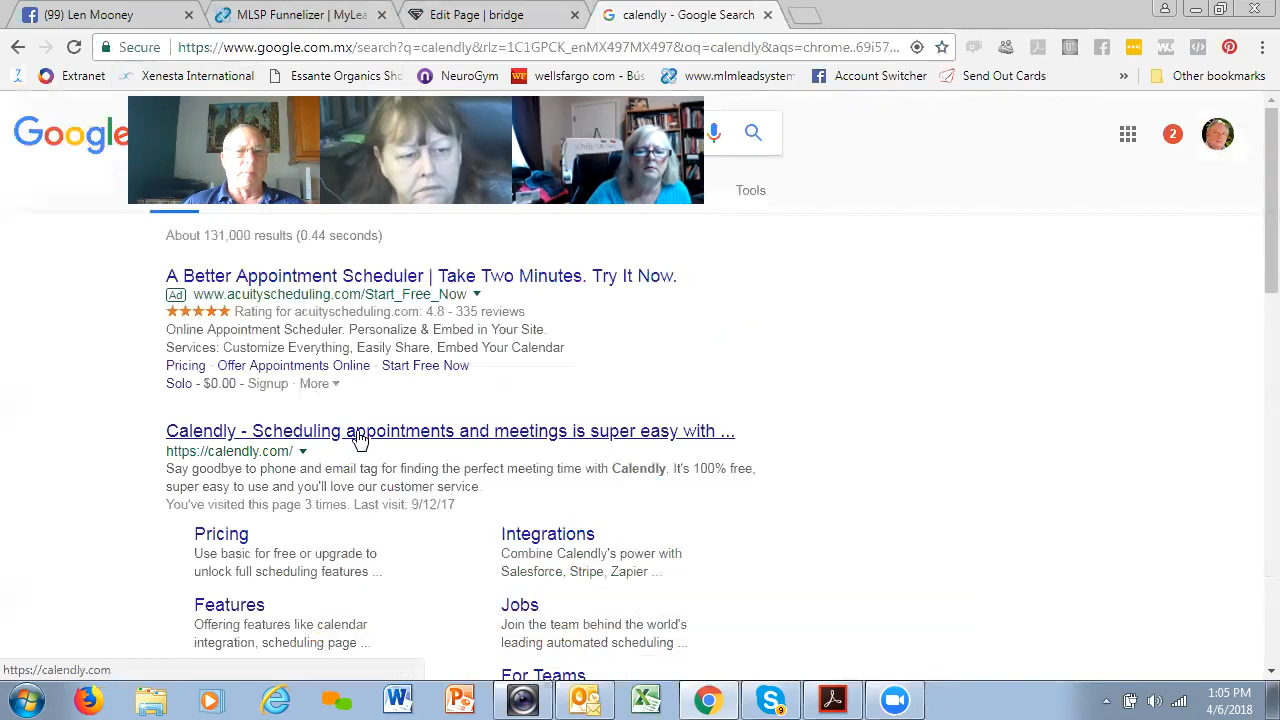 (99) Len Mooney
MLSP Funnelizer | MyLea
Edit Page | bridge
calendly - Google Search
Secure
https://www.google.com.mx/search?q=calendly&rlz=1C1GPCK_enMX497MX497&oq=calendly&aqs=chrome..69i57,
Extranet
Xenesta International
Essante Organics Sho
NeuroGym
wellsfargo com - Bus
www.mlmleadsystem
Account Switcher
Send Out Cards
»
Other bookmarks
Google
2
Tools
About 131,000 results (0.44 seconds)
A Better Appointment Scheduler | Take Two Minutes. Try It Now.
Ad www.acuityscheduling.com/Start_Free_Now
Rating for acuityscheduling.com: 4.8 - 335 reviews
Online Appointment Scheduler. Personalize & Embed in Your Site.
Services: Customize Everything, Easily Share, Embed Your Calendar
Pricing · Offer Appointments Online · Start Free Now
Solo - $0.00 - Signup · More
Calendly - Scheduling appointments and meetings is super easy with ...
https://calendly.com/
Say goodbye to phone and email tag for finding the perfect meeting time with Calendly. It's 100% free,
super easy to use and you'll love our customer service.
You've visited this page 3 times. Last visit: 9/12/17
Pricing
Use basic for free or upgrade to
unlock full scheduling features ...
Integrations
Combine Calendly's power with
Salesforce, Stripe, Zapier ...
Features
Offering features like calendar
integration, scheduling page ...
Jobs
Join the team behind the world's
leading automated scheduling ...
For Teams
https://calendly.com
1:05 PM
4/6/2018